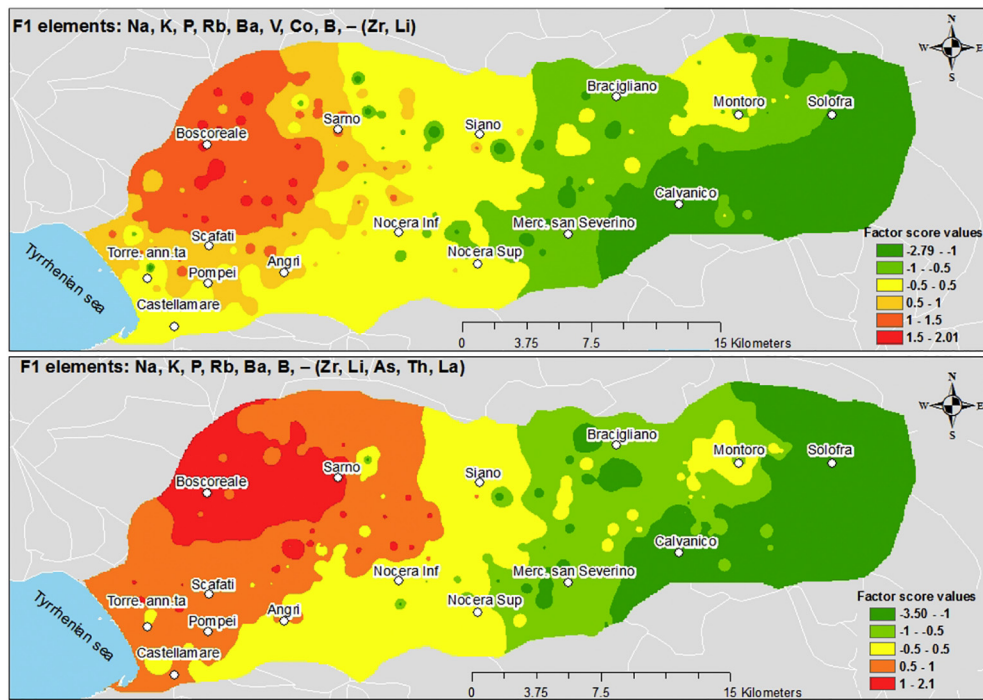 F1 elements: Na, K, P, Rb, Ba, V, Co, B, – (Zr, Li)
N
W E
S
Bracigliano
Montoro
Solofra
Boscoreale
Sarno
Siano
Calvanico
Nocera Inf
Merc. san Severino
Scafati
Torre. ann.ta
Nocera Sup
Pompei
Angri
Castellamare
Tyrrhenian sea
Factor score values
-2.79 - -1
-1 - -0.5
-0.5 - 0.5
0.5 - 1
1 - 1.5
1.5 - 2.01
0 3.75 7.5 15 Kilometers
F1 elements: Na, K, P, Rb, Ba, B, – (Zr, Li, As, Th, La)
N
W E
S
Bracigliano
Montoro
Solofra
Boscoreale
Sarno
Siano
Calvanico
Nocera Inf
Merc. san Severino
Scafati
Torre. ann.ta
Nocera Sup
Pompei
Angri
Castellamare
Tyrrhenian sea
Factor score values
-3.50 - -1
-1 - -0.5
-0.5 - 0.5
0.5 - 1
1 - 2.1
0 3.75 7.5 15 Kilometers